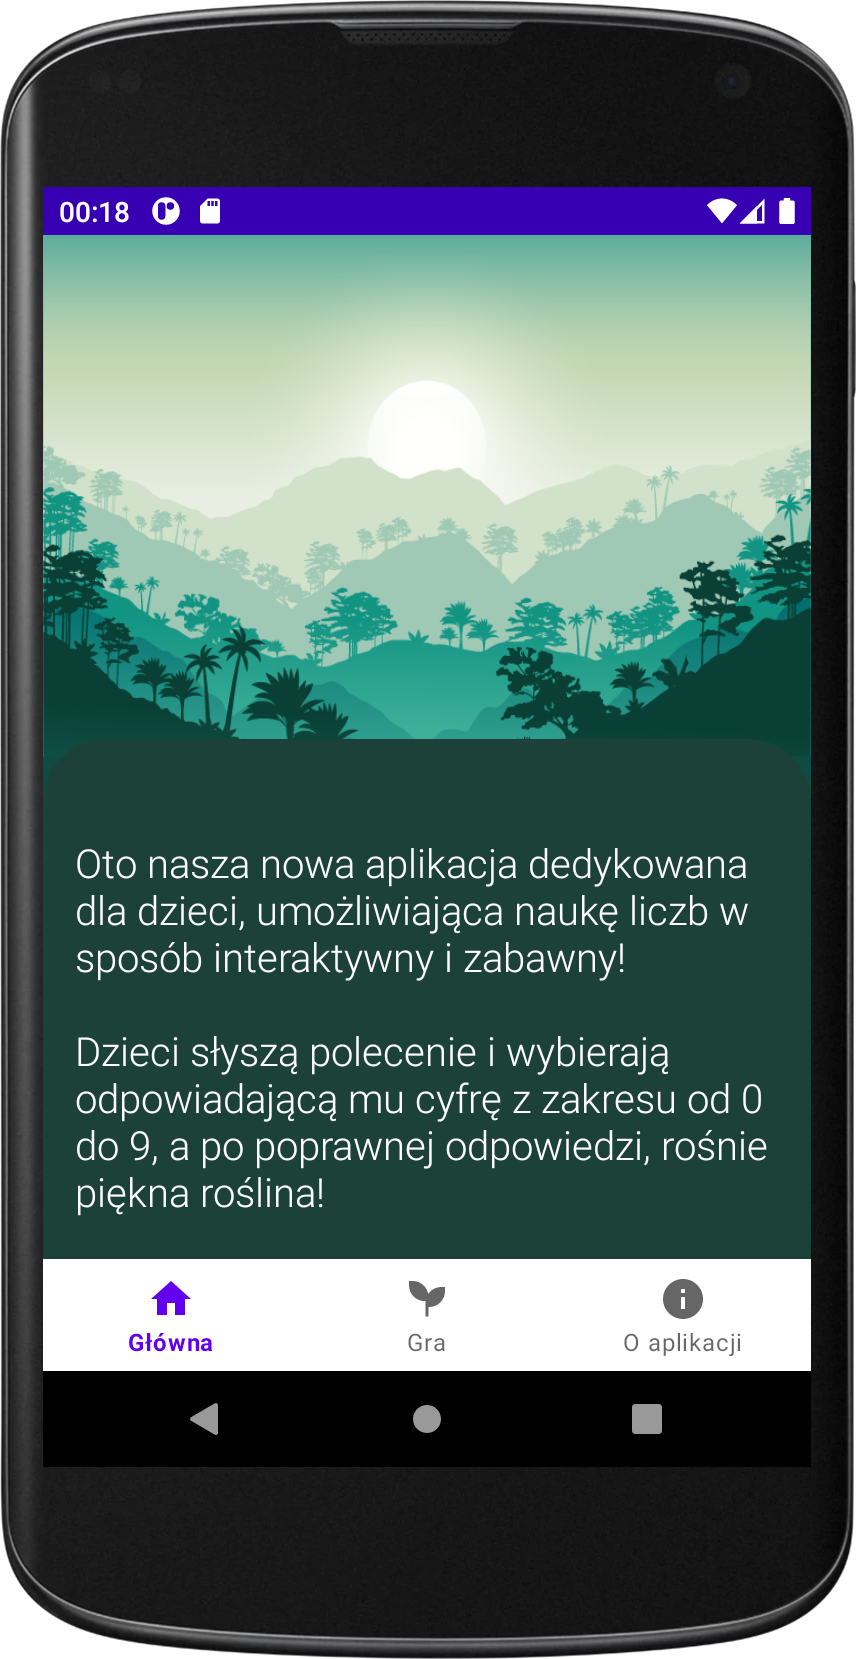 00:18
Oto nasza nowa aplikacja dedykowana
dla dzieci, umożliwiająca naukę liczb w
sposób interaktywny i zabawny!
Dzieci słyszą polecenie i wybierają
odpowiadającą mu cyfrę z zakresu od 0
do 9, a po poprawnej odpowiedzi, rośnie
piękna roślina!
Główna
Gra
O aplikacji